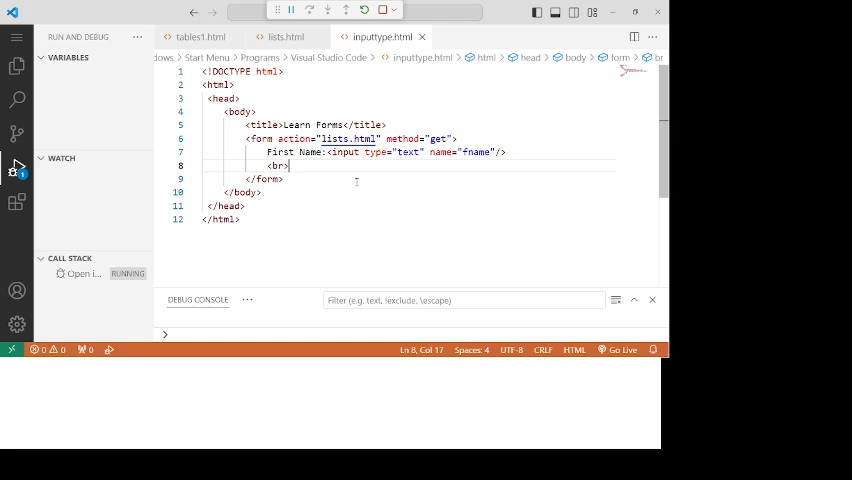 tables1.html
lists.html
inputtype.html
RUN AND DEBUG
dows > Start Menu > Programs > Visual Studio Code > inputtype.html > html > head > body > form > br
VARIABLES
WATCH
CALL STACK
Open i...
RUNNING
1
1 <!DOCTYPE html>
2 <html>
3 <head>
4 <body>
5 <title>Learn Forms</title>
6 <form action="lists.html" method="get">
7 First Name:<input type="text" name="fname"/>
8 <br>
9 </form>
10 </body>
11 </head>
12 </html>
DEBUG CONSOLE
Filter (e.g. text, !exclude, \escape)
0 0 0
Ln 8, Col 17
Spaces: 4
UTF-8
CRLF
HTML
Go Live